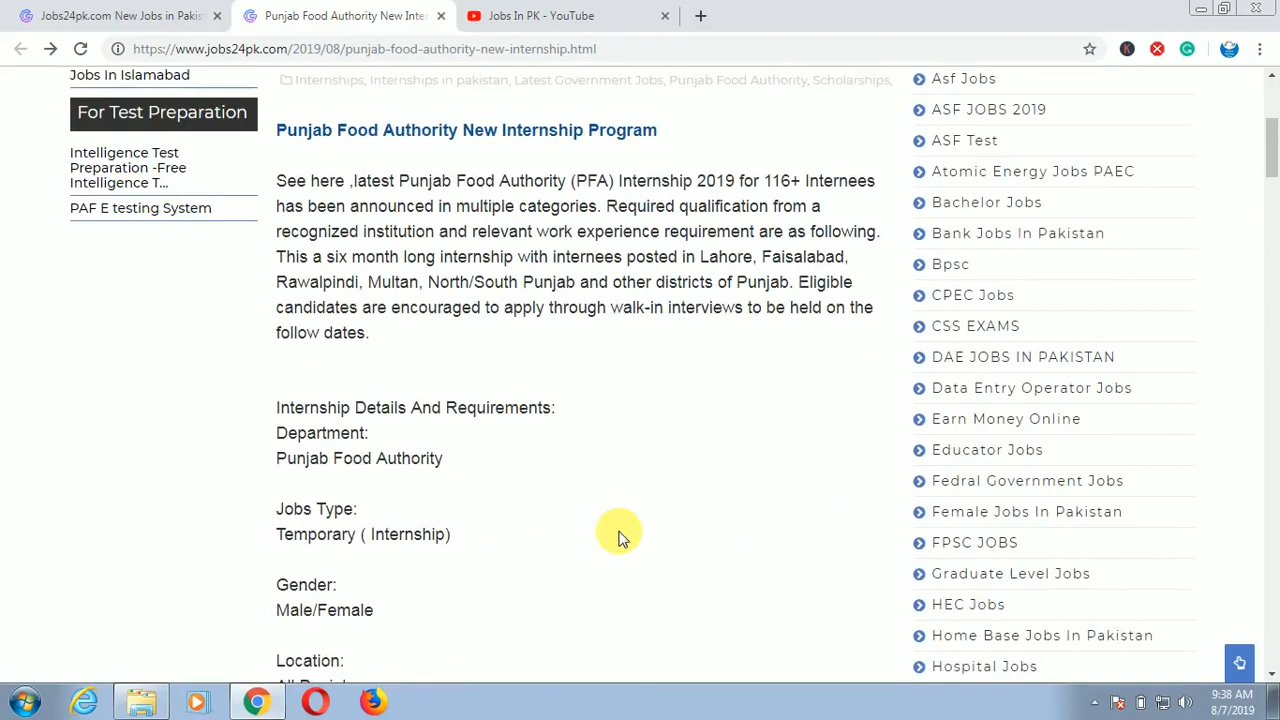 Jobs24pk.com New Jobs in Pakist
Punjab Food Authority New Inter
Jobs In PK - YouTube
https://www.jobs24pk.com/2019/08/punjab-food-authority-new-internship.html
Jobs In Islamabad
For Test Preparation
Intelligence Test
Preparation -Free
Intelligence T...
PAF E testing System
Internships, Internships in pakistan, Latest Government Jobs, Punjab Food Authority, Scholarships,
Punjab Food Authority New Internship Program
See here ,latest Punjab Food Authority (PFA) Internship 2019 for 116+ Internees
has been announced in multiple categories. Required qualification from a
recognized institution and relevant work experience requirement are as following.
This a six month long internship with internees posted in Lahore, Faisalabad,
Rawalpindi, Multan, North/South Punjab and other districts of Punjab. Eligible
candidates are encouraged to apply through walk-in interviews to be held on the
follow dates.
Internship Details And Requirements:
Department:
Punjab Food Authority
Jobs Type:
Temporary ( Internship)
Gender:
Male/Female
Location:
Asf Jobs
ASF JOBS 2019
ASF Test
Atomic Energy Jobs PAEC
Bachelor Jobs
Bank Jobs In Pakistan
Bpsc
CPEC Jobs
CSS EXAMS
DAE JOBS IN PAKISTAN
Data Entry Operator Jobs
Earn Money Online
Educator Jobs
Fedral Government Jobs
Female Jobs In Pakistan
FPSC JOBS
Graduate Level Jobs
HEC Jobs
Home Base Jobs In Pakistan
Hospital Jobs
9:38 AM
8/7/2019